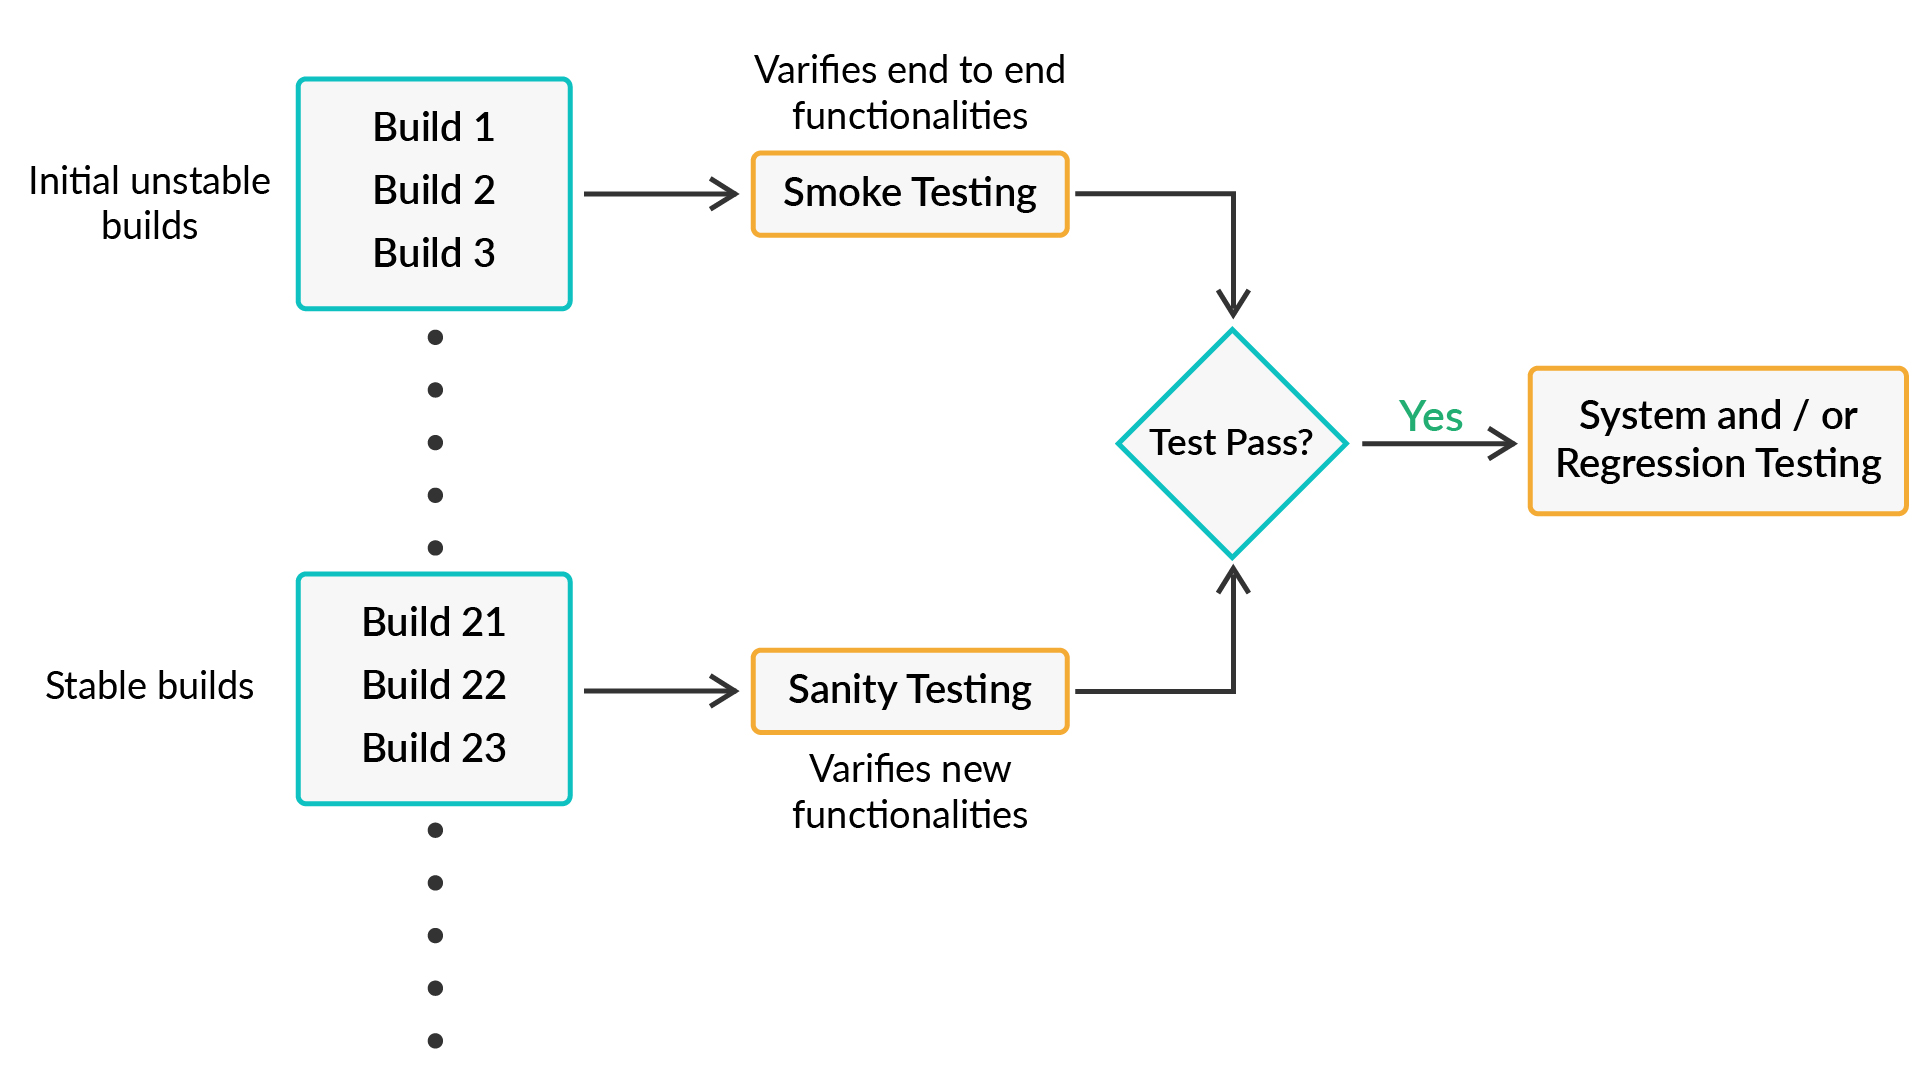 Initial unstable
builds
Build 1
Build 2
Build 3
Varifies end to end
functionalities
Smoke Testing
Test Pass?
Yes
System and / or
Regression Testing
Stable builds
Build 21
Build 22
Build 23
Sanity Testing
Varifies new
functionalities